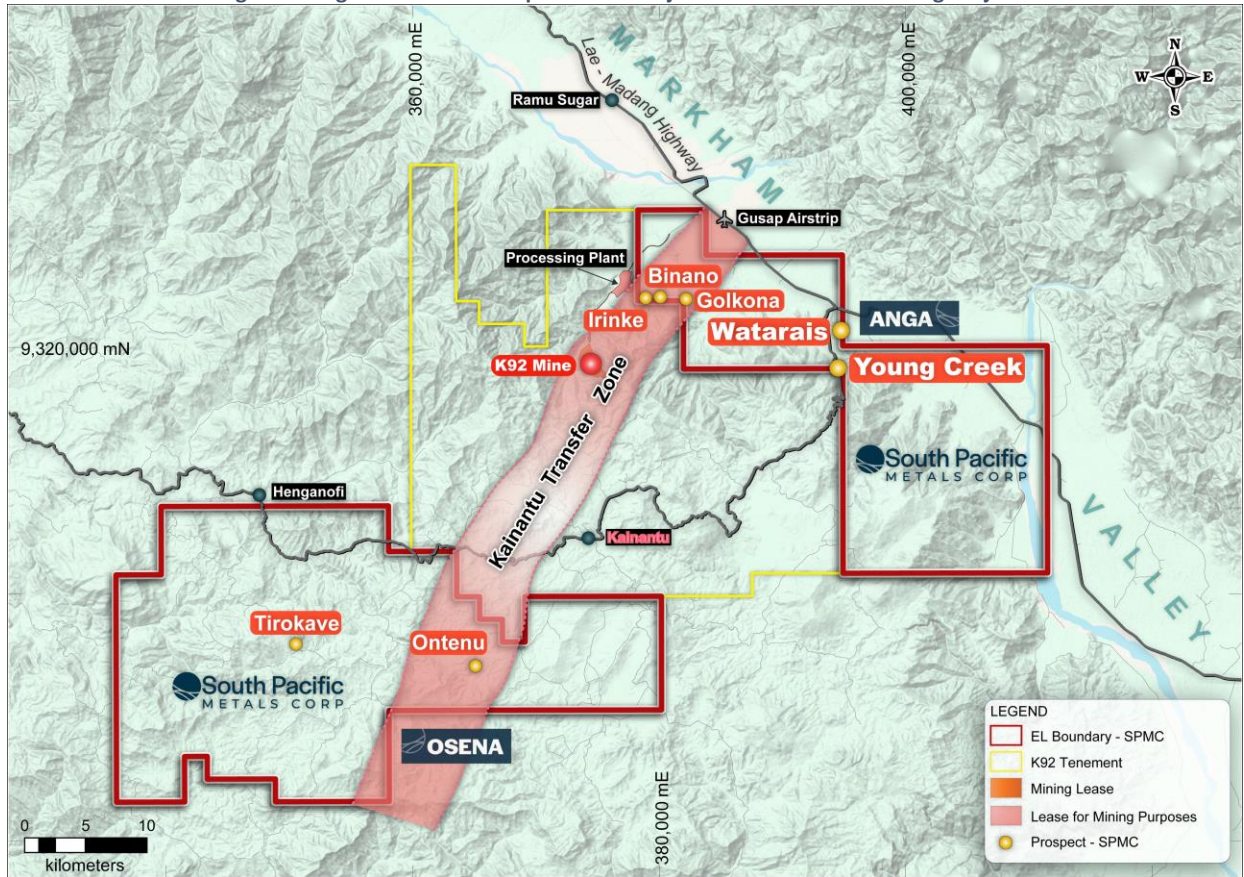 360,000 mE
400,000 mE
N
W E
S
MARKHAM
Ramu Sugar
Lae - Madang Highway
Gusap Airstrip
Processing Plant
Binano
Golkona
Irinke
Watarais
ANGA
9,320,000 mN
K92 Mine
Young Creek
Kainantu Transfer Zone
South Pacific
METALS CORP
Henganofi
Kainantu
VALLEY
Tirokave
Ontenu
South Pacific
METALS CORP
OSENA
380,000 mE
LEGEND
EL Boundary - SPMC
K92 Tenement
Mining Lease
Lease for Mining Purposes
Prospect - SPMC
0 5 10
kilometers